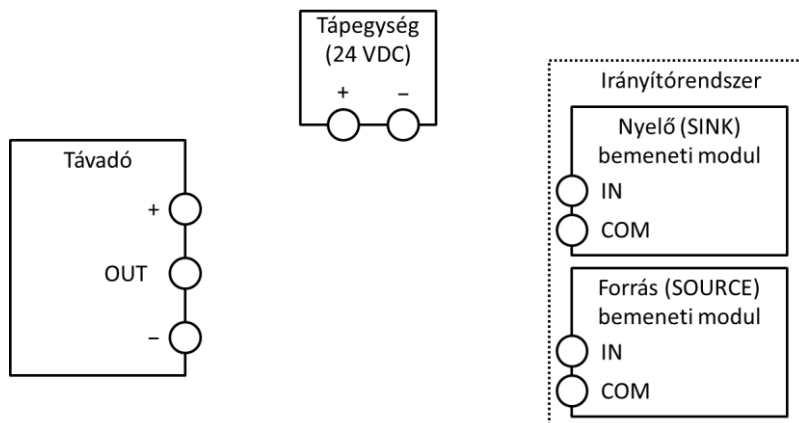 Tápegység
(24 VDC)
+ −
Irányítórendszer
Nyelő (SINK)
bemeneti modul
IN
COM
Távadó
+
OUT
−
Forrás (SOURCE)
bemeneti modul
IN
COM